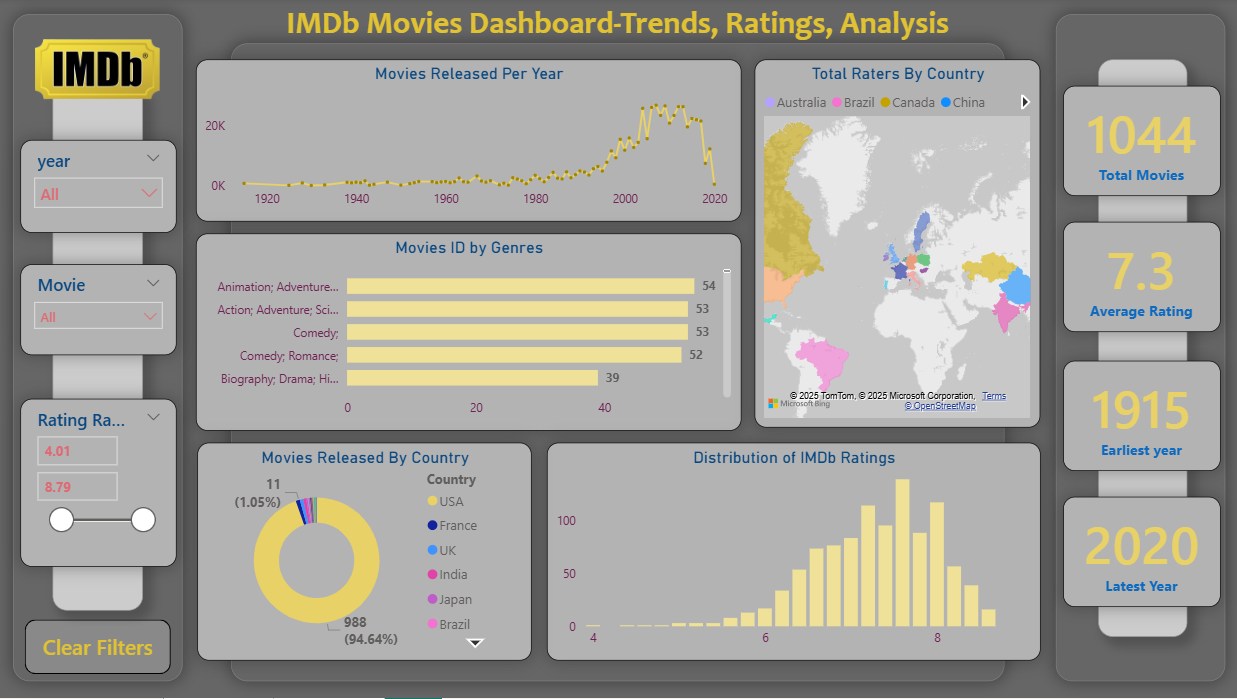 IMDb Movies Dashboard-Trends, Ratings, Analysis
IMDb®
year
All
Movie
All
Rating Ra...
4.01
8.79
Clear Filters
Movies Released Per Year
20K
0K
1920 1940 1960 1980 2000 2020
Movies ID by Genres
Animation; Adventure... 54
Action; Adventure; Sci... 53
Comedy; 53
Comedy; Romance; 52
Biography; Drama; Hi... 39
0 20 40
Total Raters By Country
Australia Brazil Canada China
© 2025 TomTom, © 2025 Microsoft Corporation, Terms
Microsoft Bing © OpenStreetMap
Movies Released By Country
11
(1.05%)
988
(94.64%)
Country
USA
France
UK
India
Japan
Brazil
Distribution of IMDb Ratings
100
50
0
4 6 8
1044
Total Movies
7.3
Average Rating
1915
Earliest year
2020
Latest Year